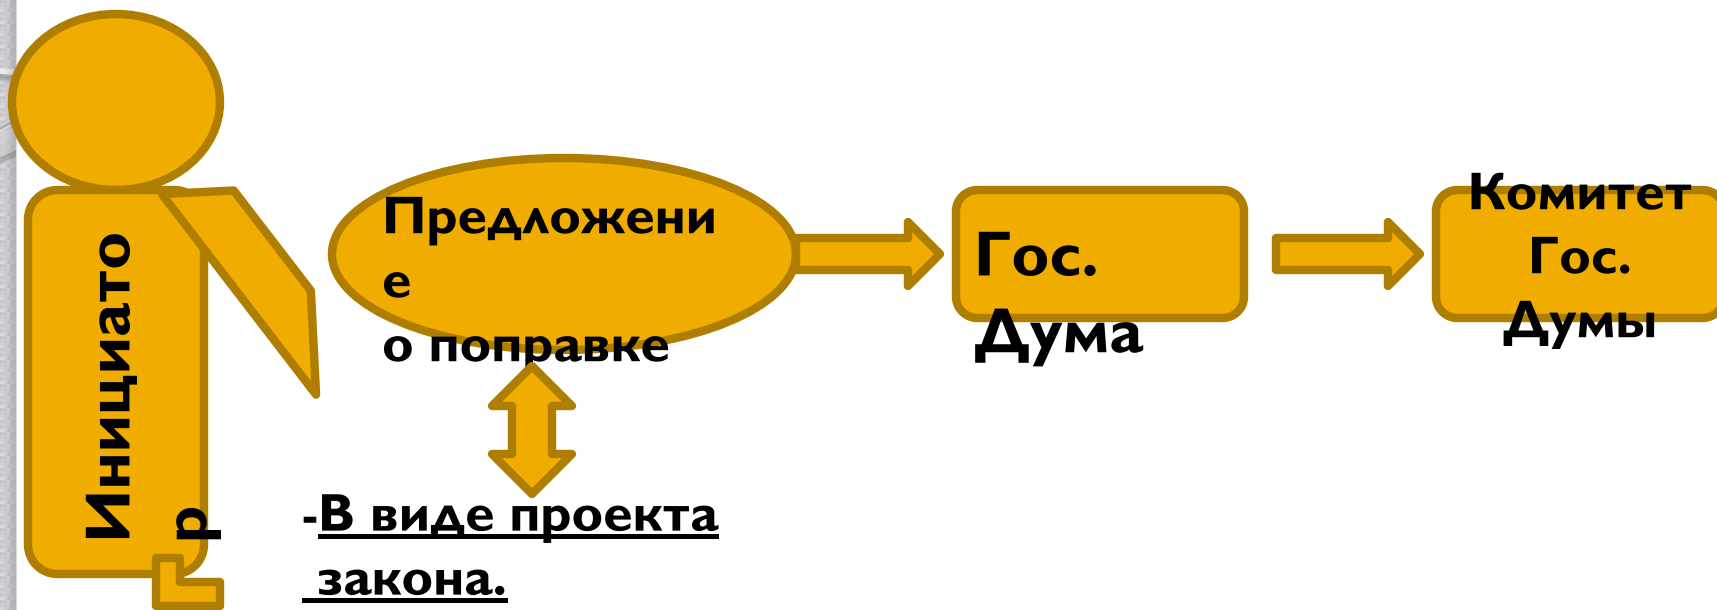 Инициато
р
Предложени
е
о поправке
-В виде проекта
закона.
Гос.
Дума
Комитет
Гос.
Думы